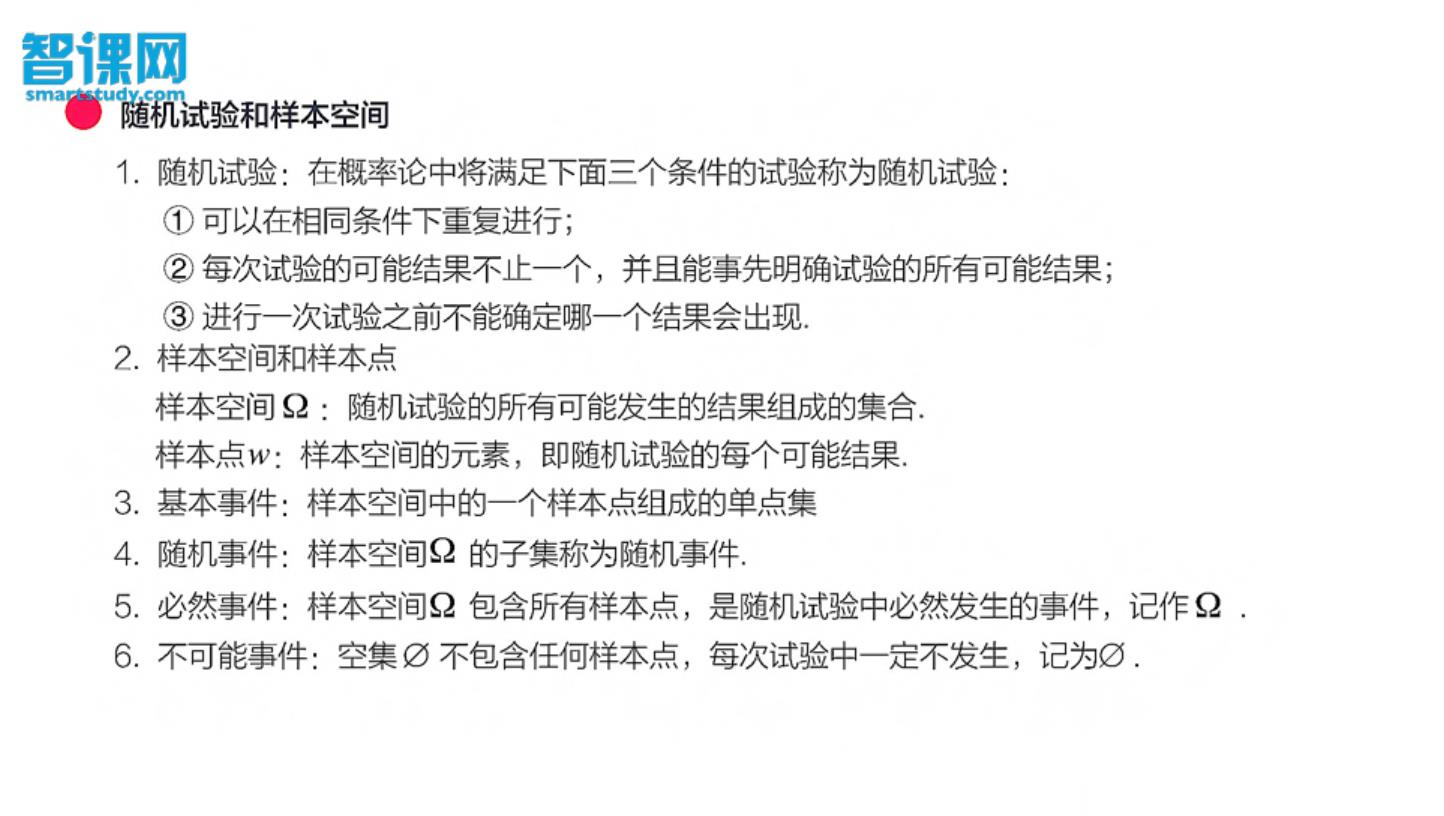 智课网
smartstudy.com
随机试验和样本空间
1. 随机试验：在概率论中将满足下面三个条件的试验称为随机试验：
① 可以在相同条件下重复进行；
② 每次试验的可能结果不止一个，并且能事先明确试验的所有可能结果；
③ 进行一次试验之前不能确定哪一个结果会出现.
2. 样本空间和样本点
样本空间 Ω ：随机试验的所有可能发生的结果组成的集合.
样本点w：样本空间的元素，即随机试验的每个可能结果.
3. 基本事件：样本空间中的一个样本点组成的单点集
4. 随机事件：样本空间Ω 的子集称为随机事件.
5. 必然事件：样本空间Ω 包含所有样本点，是随机试验中必然发生的事件，记作 Ω .
6. 不可能事件：空集∅ 不包含任何样本点，每次试验中一定不发生，记为∅ .